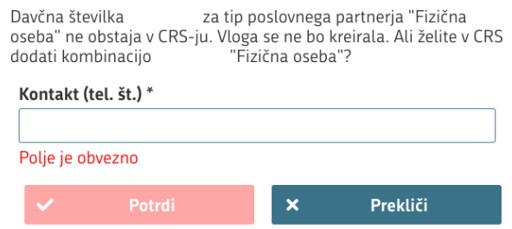 Davčna številka za tip poslovnega partnerja "Fizična
oseba" ne obstaja v CRS-ju. Vloga se ne bo kreirala. Ali želite v CRS
dodati kombinacijo "Fizična oseba"?
Kontakt (tel. št.) *
Polje je obvezno
Potrdi
Prekliči